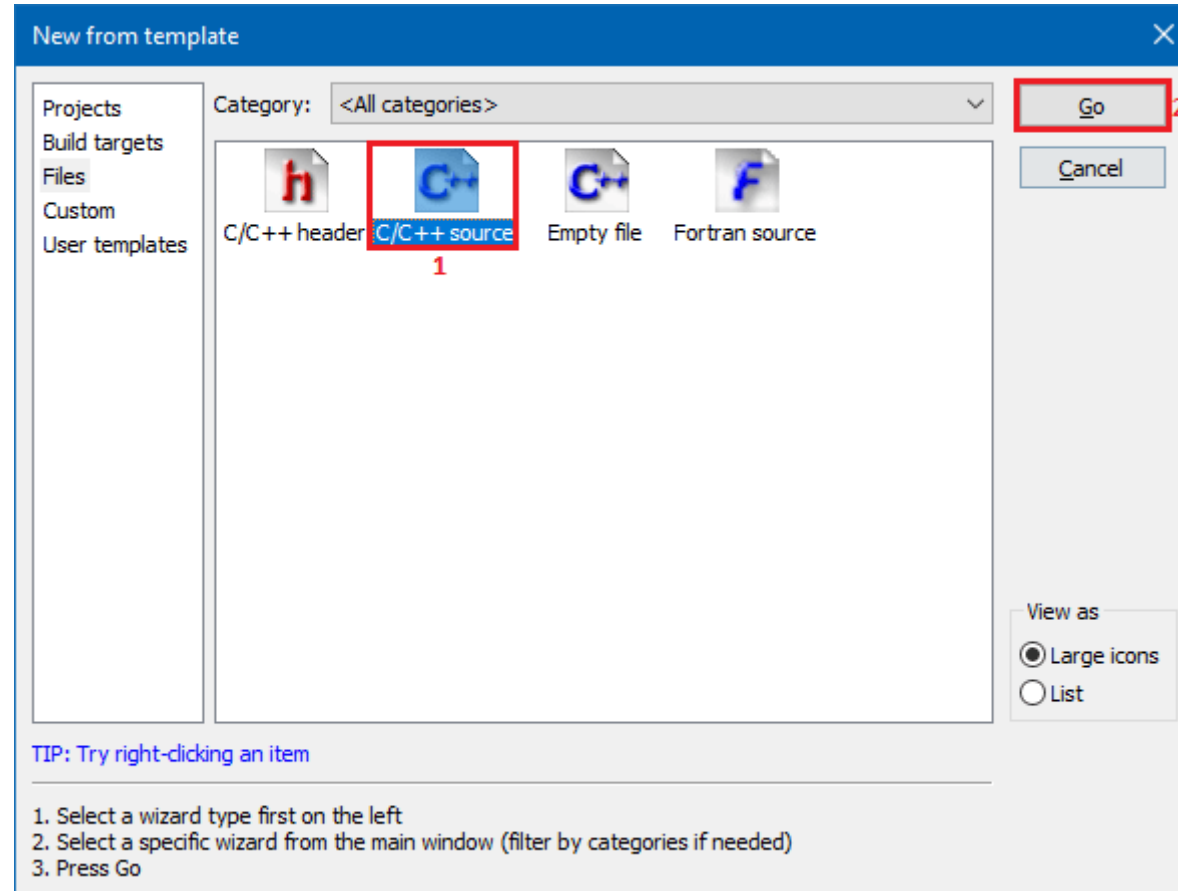 New from template
Projects
Build targets
Files
Custom
User templates
Category: <All categories>
h
C++
C++
F
C/C++ header C/C++ source Empty file Fortran source
1
Go
2
Cancel
View as
Large icons
List
TIP: Try right-clicking an item
1. Select a wizard type first on the left
2. Select a specific wizard from the main window (filter by categories if needed)
3. Press Go